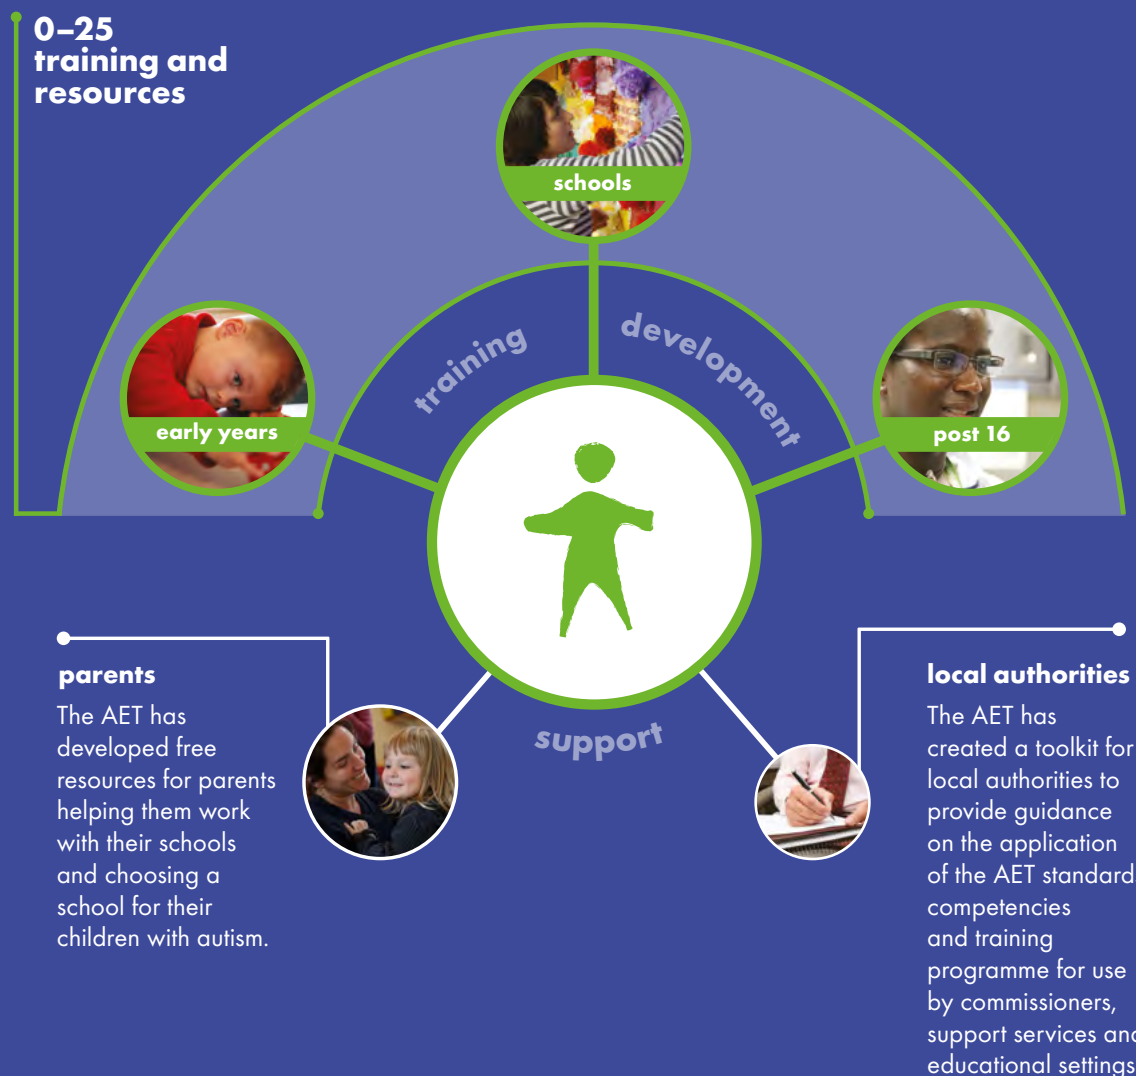 0–25
training and
resources
schools
training
development
early years
post 16
support
parents
The AET has
developed free
resources for parents
helping them work
with their schools
and choosing a
school for their
children with autism.
local authorities
The AET has
created a toolkit for
local authorities to
provide guidance
on the application
of the AET standard
competencies
and training
programme for use
by commissioners,
support services and
educational settings